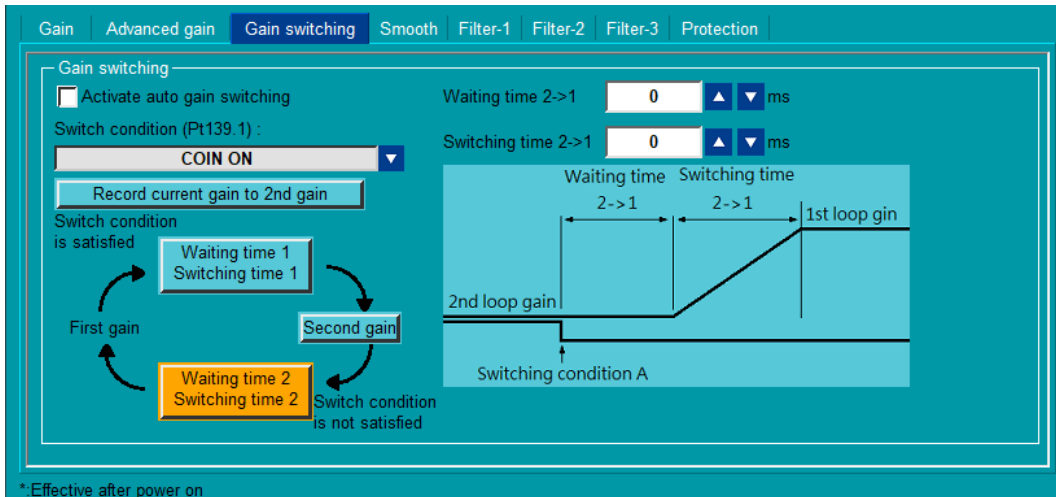 Gain Advanced gain Gain switching Smooth Filter-1 Filter-2 Filter-3 Protection
Gain switching
Activate auto gain switching
Switch condition (Pt139.1) :
COIN ON
Record current gain to 2nd gain
Switch condition
is satisfied
Waiting time 1
Switching time 1
First gain
Second gain
Waiting time 2
Switching time 2
Switch condition
is not satisfied
Waiting time 2->1 0 ms
Switching time 2->1 0 ms
Waiting time Switching time
2->1 2->1
1st loop gin
2nd loop gain
Switching condition A
*:Effective after power on